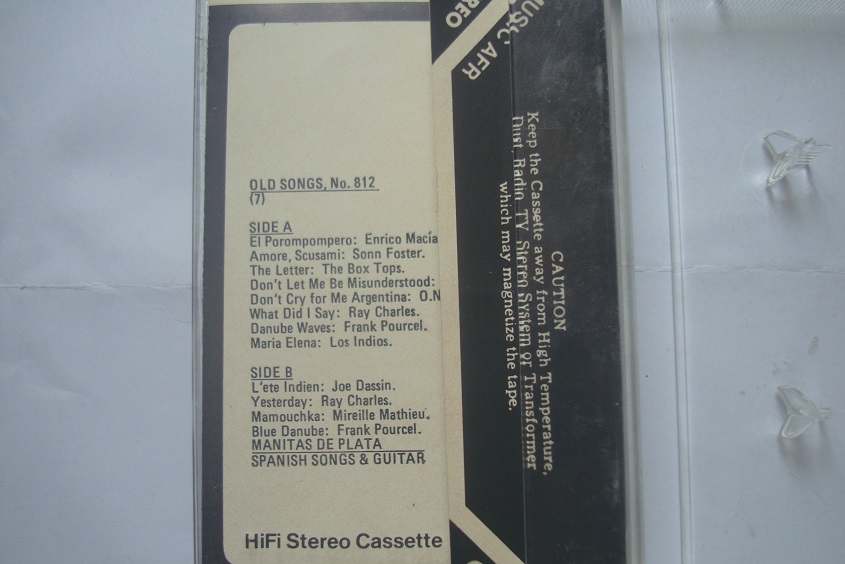 OLD SONGS, No. 812
(7)
SIDE A
El Porompompero: Enrico Macia
Amore, Scusami: Sonn Foster.
The Letter: The Box Tops.
Don't Let Me Be Misunderstood:
Don't Cry for Me Argentina: O.N
What Did I Say: Ray Charles.
Danube Waves: Frank Pourcel.
Maria Elena: Los Indios.
SIDE B
L'ete Indien: Joe Dassin.
Yesterday: Ray Charles.
Mamouchka: Mireille Mathieu.
Blue Danube: Frank Pourcel.
MANITAS DE PLATA
SPANISH SONGS & GUITAR
HiFi Stereo Cassette
EO
MUSIC AFR
CAUTION
Keep the Cassette away from High Temperature,
Dust, Radio, TV, Stereo System or Transformer
which may magnetize the tape.